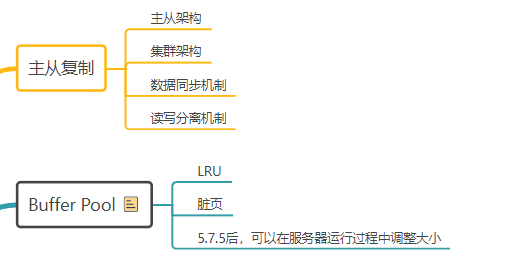 主从复制
主从架构
集群架构
数据同步机制
读写分离机制
Buffer Pool
LRU
脏页
5.7.5后，可以在服务器运行过程中调整大小